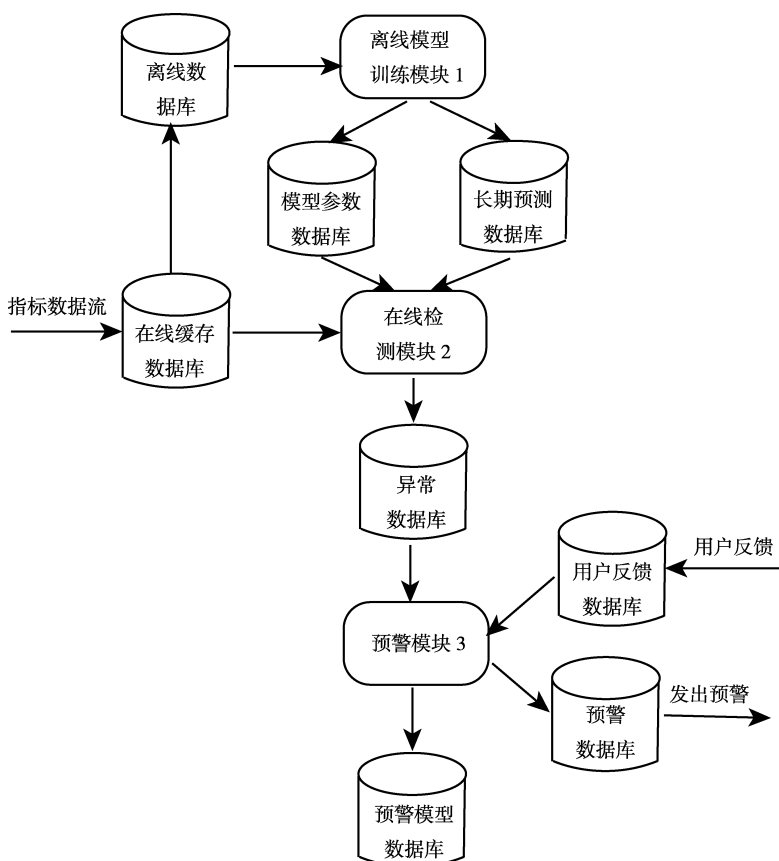 离线数
据库
离线模型
训练模块 1
模型参数
数据库
长期预测
数据库
指标数据流
在线缓存
数据库
在线检
测模块 2
异常
数据库
用户反馈
用户反馈
数据库
预警模块 3
发出预警
预警
数据库
预警模型
数据库